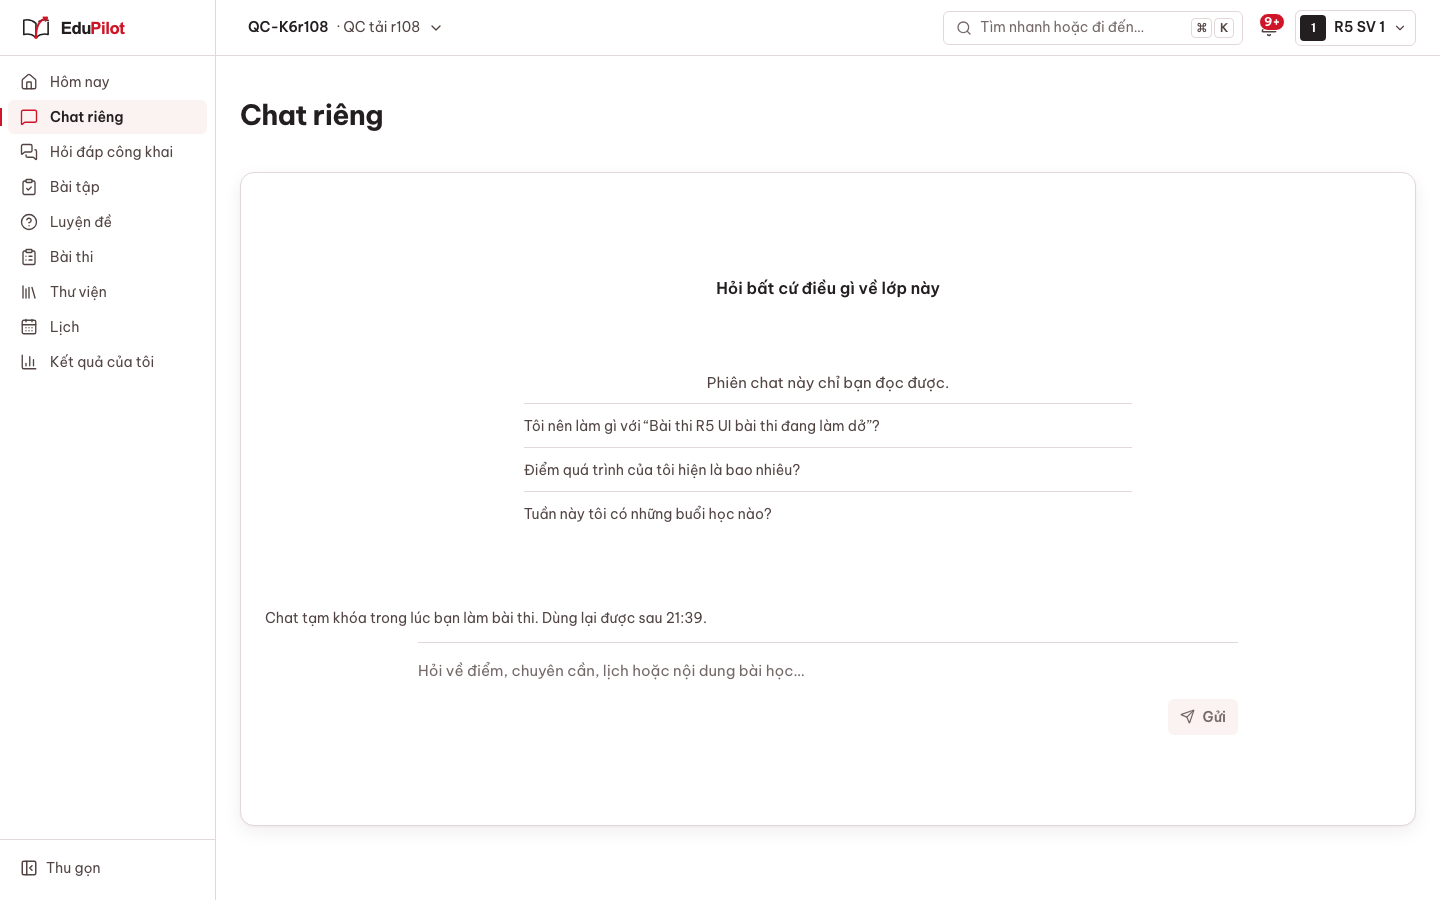 EduPilot
QC-K6r108 · QC tải r108
Tìm nhanh hoặc đi đến...
⌘ K
9+
1
R5 SV 1
Hôm nay
Chat riêng
Hỏi đáp công khai
Bài tập
Luyện đề
Bài thi
Thư viện
Lịch
Kết quả của tôi
Thu gọn
Chat riêng
Hỏi bất cứ điều gì về lớp này
Phiên chat này chỉ bạn đọc được.
Tôi nên làm gì với “Bài thi R5 UI bài thi đang làm dở”?
Điểm quá trình của tôi hiện là bao nhiêu?
Tuần này tôi có những buổi học nào?
Chat tạm khóa trong lúc bạn làm bài thi. Dùng lại được sau 21:39.
Hỏi về điểm, chuyên cần, lịch hoặc nội dung bài học...
Gửi